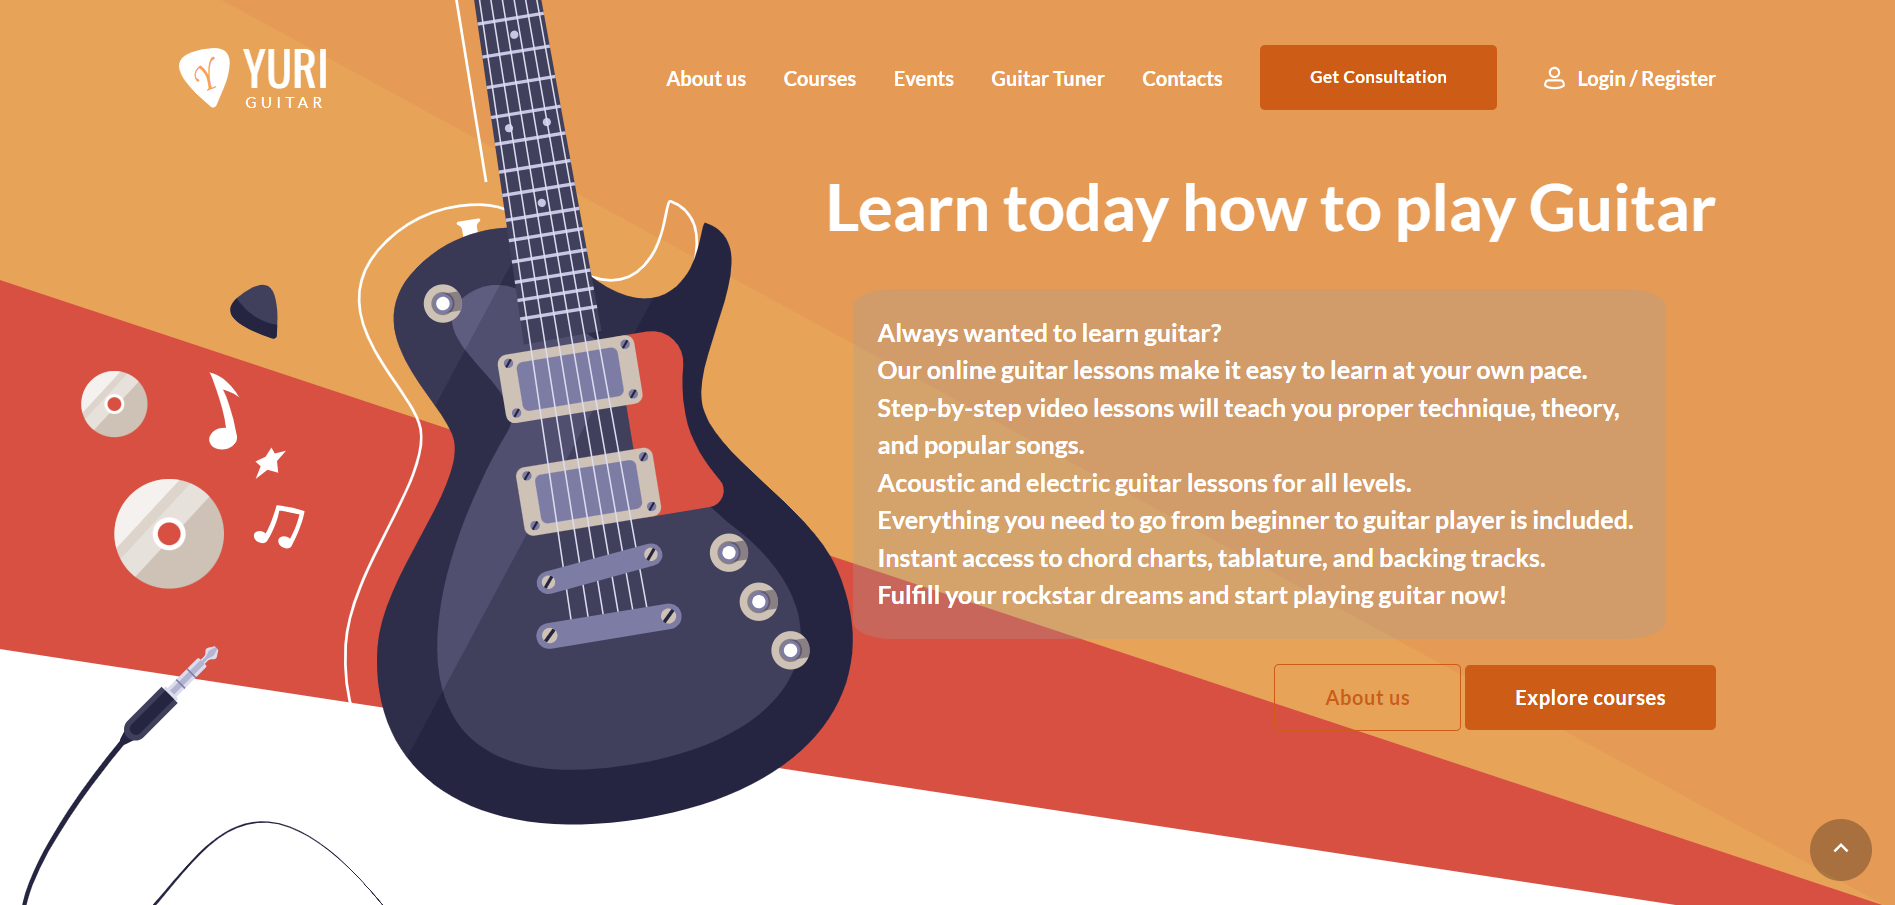 Y
YURI
GUITAR
About us
Courses
Events
Guitar Tuner
Contacts
Get Consultation
Login / Register
Learn today how to play Guitar
Always wanted to learn guitar?
Our online guitar lessons make it easy to learn at your own pace.
Step-by-step video lessons will teach you proper technique, theory,
and popular songs.
Acoustic and electric guitar lessons for all levels.
Everything you need to go from beginner to guitar player is included.
Instant access to chord charts, tablature, and backing tracks.
Fulfill your rockstar dreams and start playing guitar now!
About us
Explore courses